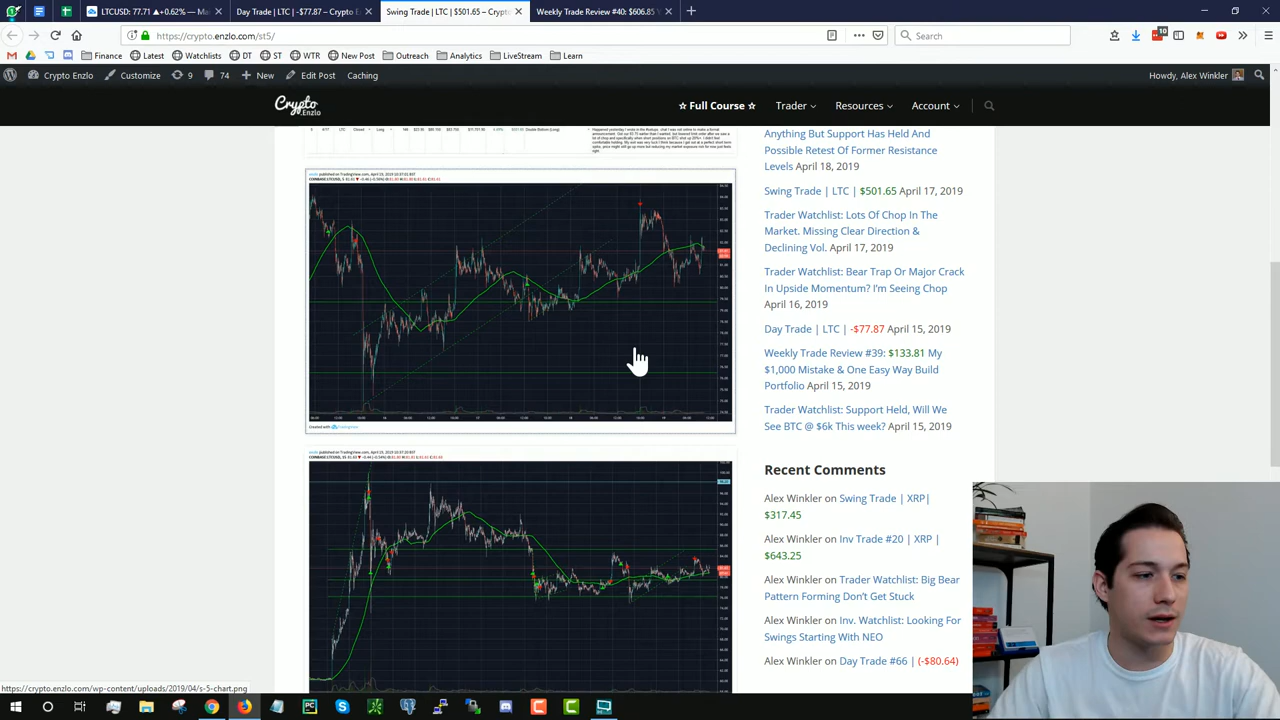 LTCUSD: 77.71 ▲+0.62% — Ma
Day Trade | LTC | -$77.87 – Crypto E
Swing Trade | LTC | $501.65 – Cry
Weekly Trade Review #40: $606.85 Y
https://crypto.enzlo.com/st5/
Search
10
Finance
Latest
Watchlists
DT
ST
WTR
New Post
Outreach
Analytics
LiveStream
Learn
Crypto Enzlo
Customize
9
74
+ New
Edit Post
Caching
Howdy, Alex Winkler
Crypto
.Enzlo
☆ Full Course ☆
Trader
Resources
Account
Anything But Support Has Held And
Possible Retest Of Former Resistance
Levels April 18, 2019
Swing Trade | LTC | $501.65 April 17, 2019
Trader Watchlist: Lots Of Chop In The
Market. Missing Clear Direction &
Declining Vol. April 17, 2019
Trader Watchlist: Bear Trap Or Major Crack
In Upside Momentum? I'm Seeing Chop
April 16, 2019
Day Trade | LTC | -$77.87 April 15, 2019
Weekly Trade Review #39: $133.81 My
$1,000 Mistake & One Easy Way Build
Portfolio April 15, 2019
Trader Watchlist: Support Held, Will We
See BTC @ $6k This week? April 15, 2019
Recent Comments
Alex Winkler on Swing Trade | XRP|
$317.45
Alex Winkler on Inv Trade #20 | XRP |
$643.25
Alex Winkler on Trader Watchlist: Big Bear
Pattern Forming Don't Get Stuck
Alex Winkler on Inv. Watchlist: Looking For
Swings Starting With NEO
Alex Winkler on Day Trade #66 | (-$80.64)
Created with
https://crypto.enzlo.com/wp-content/uploads/2019/04/s-5-chart.png